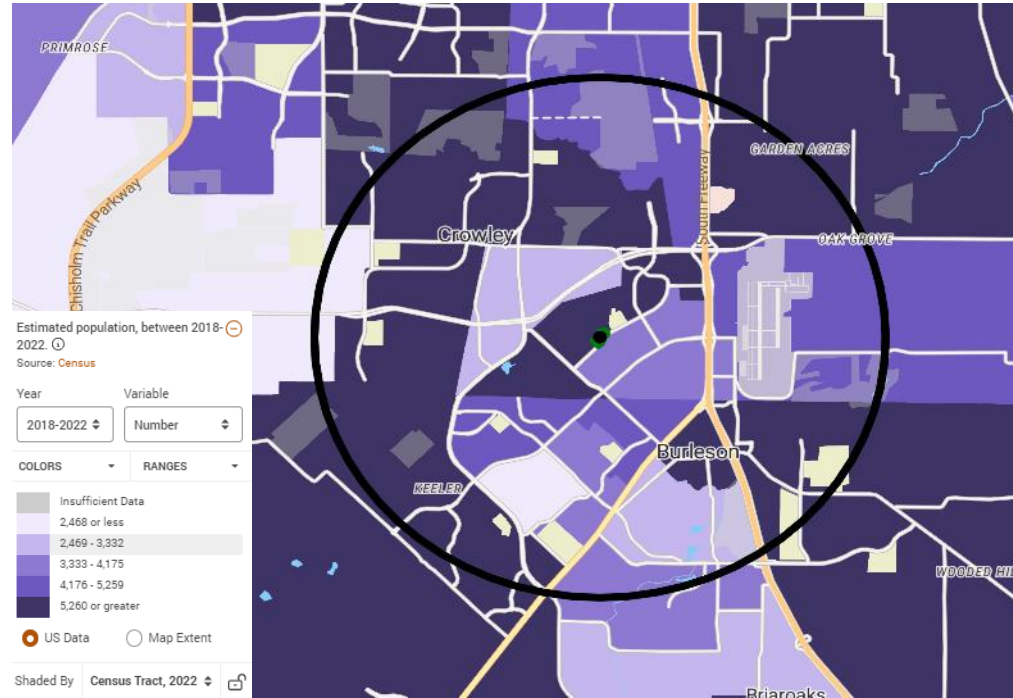 PRIMROSE
GARDEN ACRES
South Freeway
Chisholm Trail Parkway
Crowley
OAK GROVE
Estimated population, between 2018-
2022.
Source: Census
Year Variable
2018-2022 Number
COLORS RANGES
Insufficient Data
2,468 or less
2,469 - 3,332
3,333 - 4,175
4,176 - 5,259
5,260 or greater
US Data Map Extent
Shaded By Census Tract, 2022
Burleson
KEELER
WOODED HIL
Briaroaks